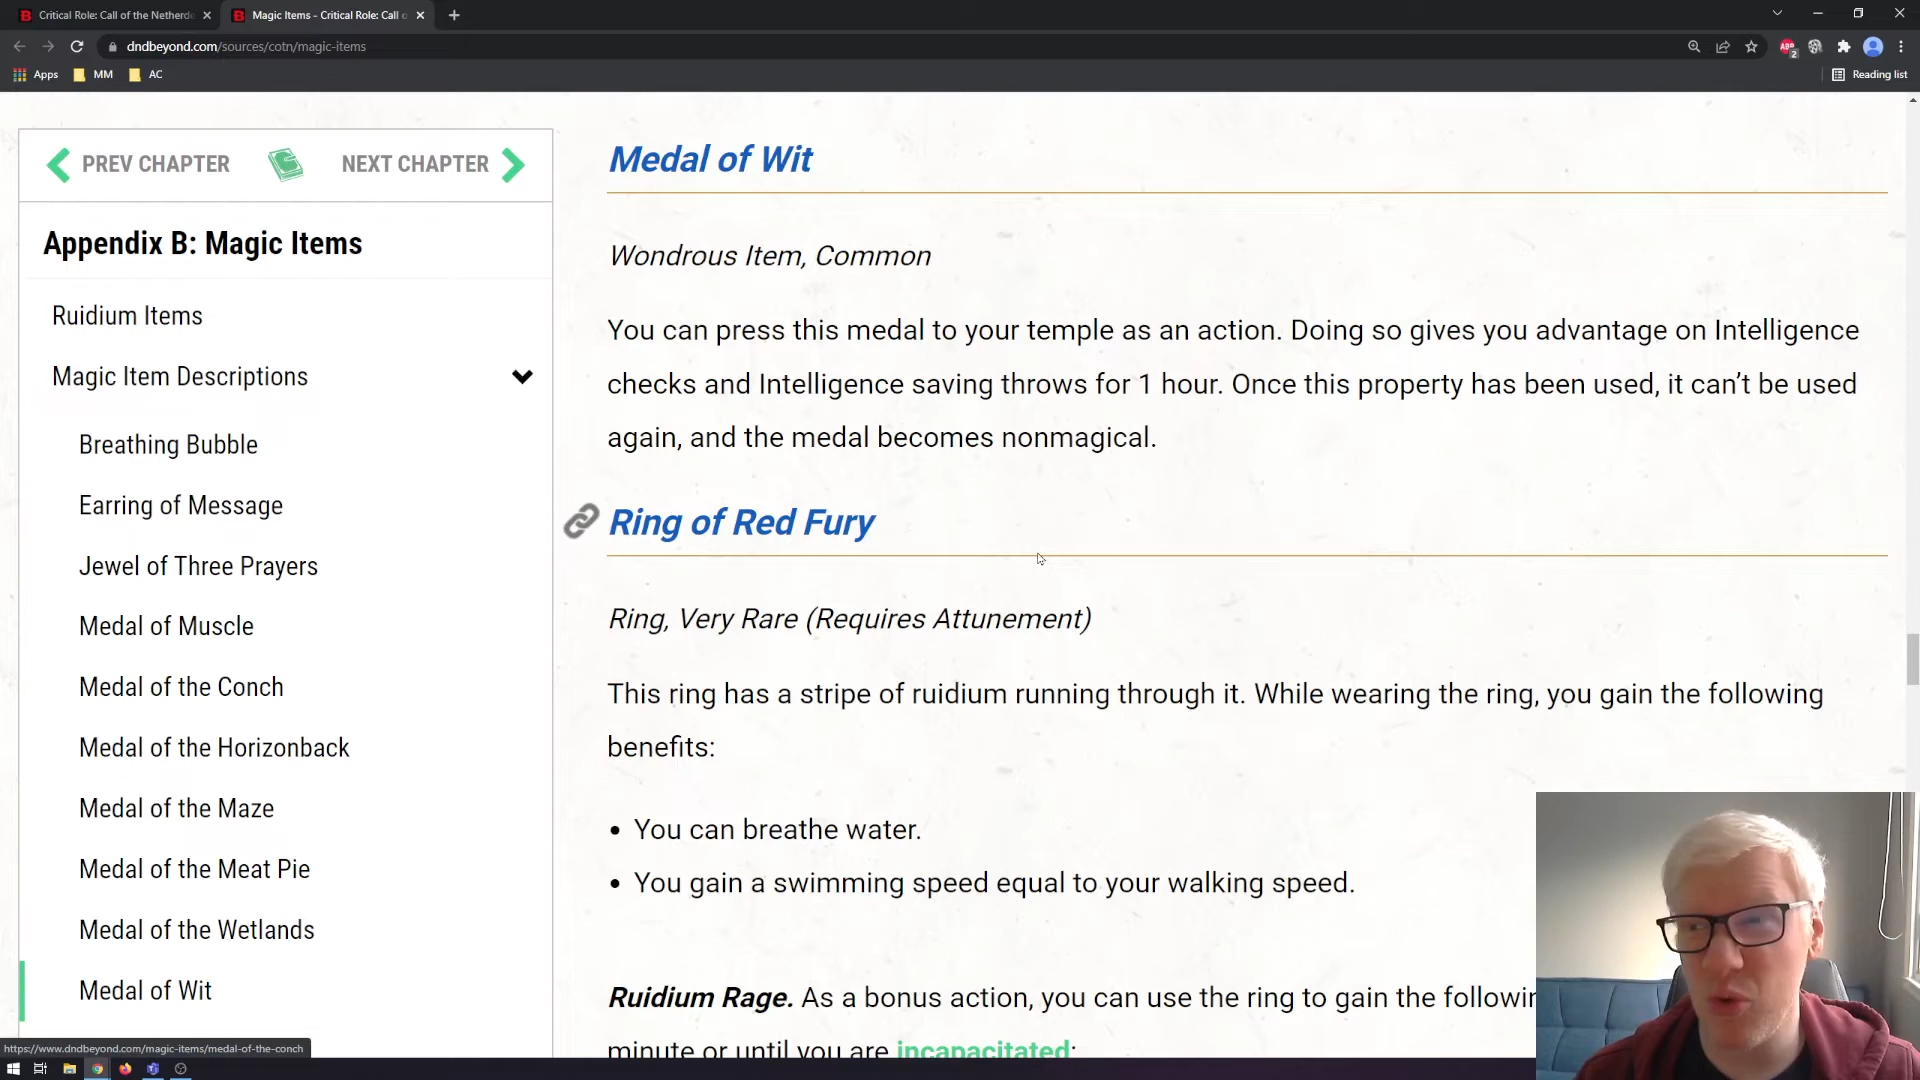 Critical Role: Call of the Netherde
Magic Items - Critical Role: Call o
dndbeyond.com/sources/cotn/magic-items
Apps
MM
AC
Reading list
PREV CHAPTER
NEXT CHAPTER
Appendix B: Magic Items
Ruidium Items
Magic Item Descriptions
Breathing Bubble
Earring of Message
Jewel of Three Prayers
Medal of Muscle
Medal of the Conch
Medal of the Horizonback
Medal of the Maze
Medal of the Meat Pie
Medal of the Wetlands
Medal of Wit
Medal of Wit
Wondrous Item, Common
You can press this medal to your temple as an action. Doing so gives you advantage on Intelligence
checks and Intelligence saving throws for 1 hour. Once this property has been used, it can’t be used
again, and the medal becomes nonmagical.
Ring of Red Fury
Ring, Very Rare (Requires Attunement)
This ring has a stripe of ruidium running through it. While wearing the ring, you gain the following
benefits:
• You can breathe water.
• You gain a swimming speed equal to your walking speed.
Ruidium Rage. As a bonus action, you can use the ring to gain the followin
minute or until you are incapacitated:
https://www.dndbeyond.com/magic-items/medal-of-the-conch